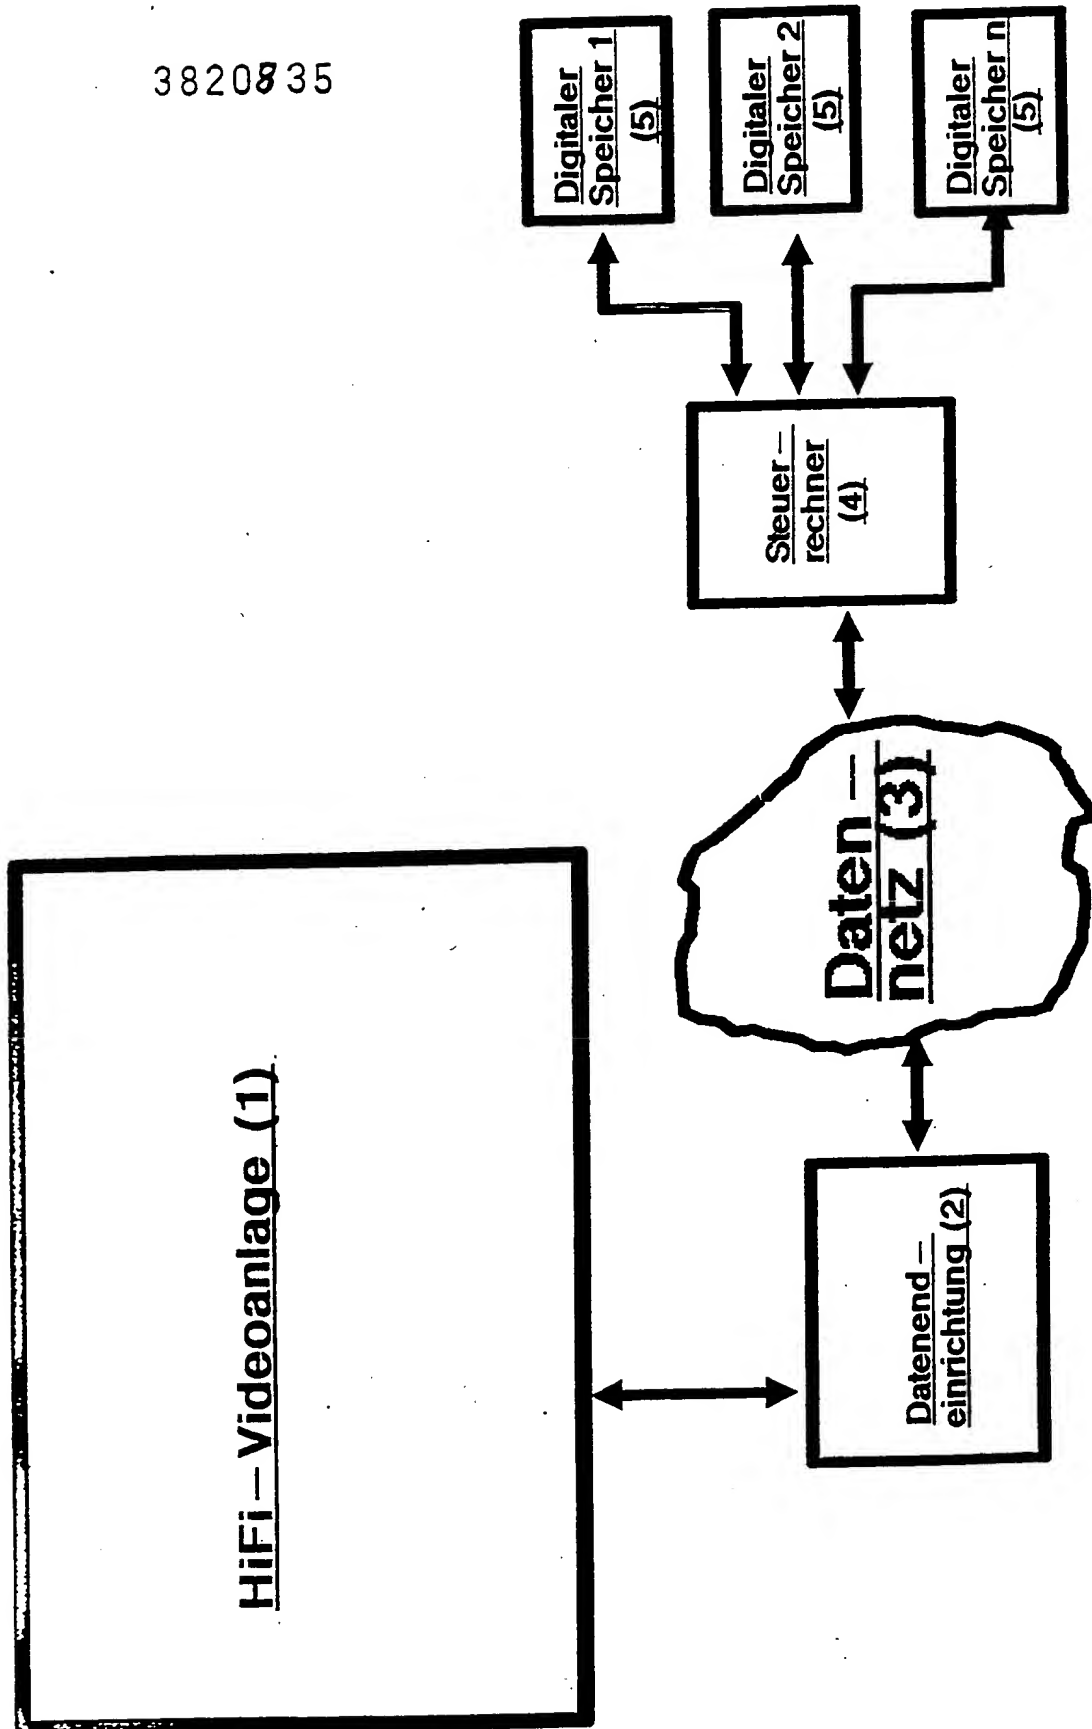 3820835
HiFi – Videoanlage (1)
Datenend –
einrichtung (2)
Daten –
netz (3)
Steuer –
rechner
(4)
Digitaler
Speicher 1
(5)
Digitaler
Speicher 2
(5)
Digitaler
Speicher n
(5)